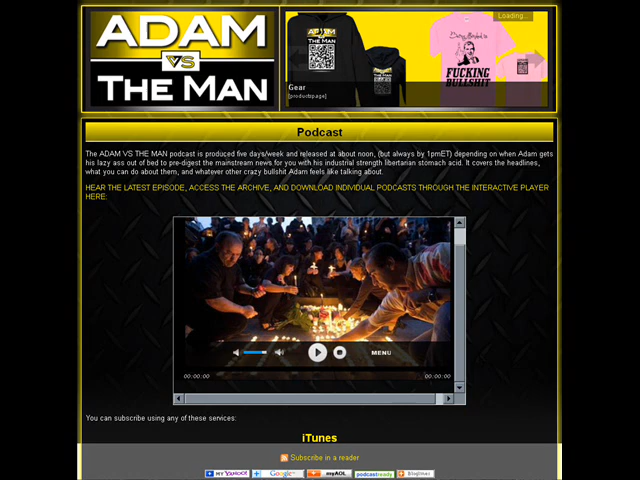 ADAM
VS
THE MAN
ADAM
VS
THE MAN
Loading...
FUCKING
BULLSHIT
Gear
[productspage]
Podcast
The ADAM VS THE MAN podcast is produced five days/week and released at about noon, (but always by 1pmET) depending on when Adam gets
his lazy ass out of bed to pre-digest the mainstream news for you with his industrial strength libertarian stomach acid. It covers the headlines,
what you can do about them, and whatever other crazy bullshit Adam feels like talking about.
HEAR THE LATEST EPISODE, ACCESS THE ARCHIVE, AND DOWNLOAD INDIVIDUAL PODCASTS THROUGH THE INTERACTIVE PLAYER
HERE:
MENU
00:00:00
00:00:00
You can subscribe using any of these services:
iTunes
Subscribe in a reader
MY YAHOO!
Google
myAOL
podcastready
Bloglines